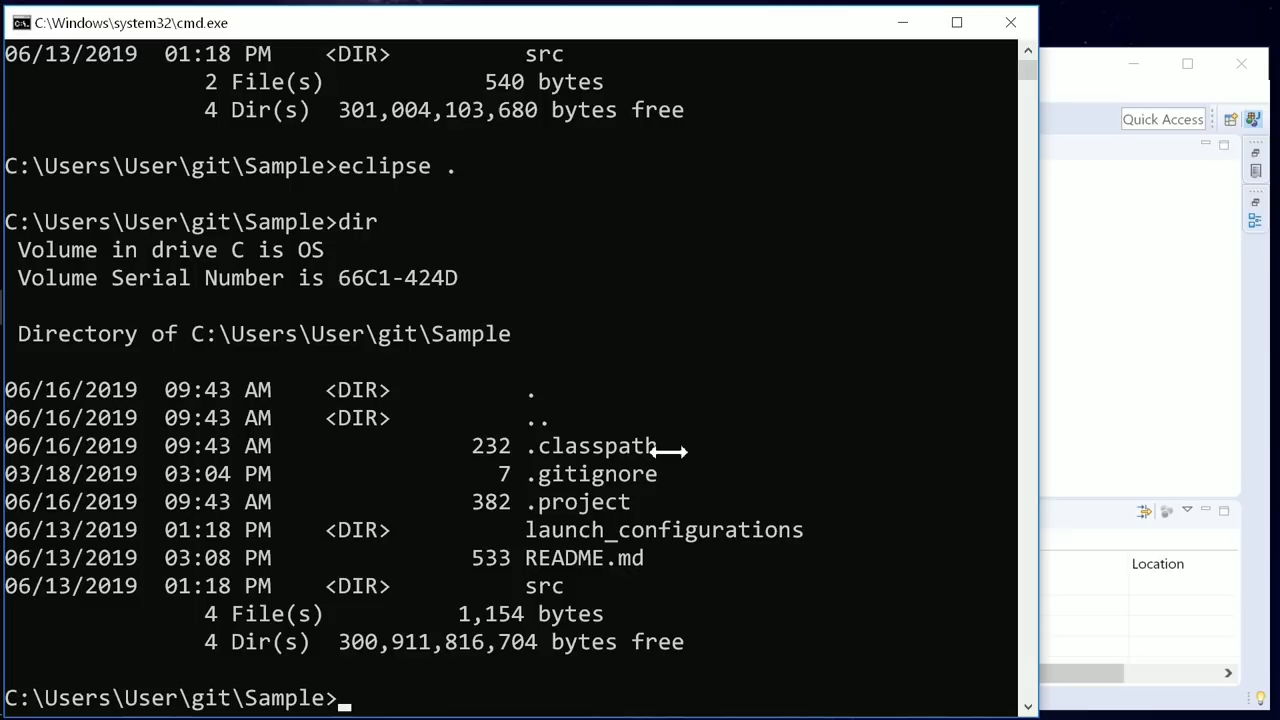 C:\Windows\system32\cmd.exe
06/13/2019  01:18 PM    <DIR>          src
               2 File(s)            540 bytes
               4 Dir(s)  301,004,103,680 bytes free
C:\Users\User\git\Sample>eclipse .
C:\Users\User\git\Sample>dir
 Volume in drive C is OS
 Volume Serial Number is 66C1-424D
 Directory of C:\Users\User\git\Sample
06/16/2019  09:43 AM    <DIR>          .
06/16/2019  09:43 AM    <DIR>          ..
06/16/2019  09:43 AM               232 .classpath
03/18/2019  03:04 PM                 7 .gitignore
06/16/2019  09:43 AM               382 .project
06/13/2019  01:18 PM    <DIR>          launch_configurations
06/13/2019  03:08 PM               533 README.md
06/13/2019  01:18 PM    <DIR>          src
               4 File(s)          1,154 bytes
               4 Dir(s)  300,911,816,704 bytes free
C:\Users\User\git\Sample>
Quick Access
Location